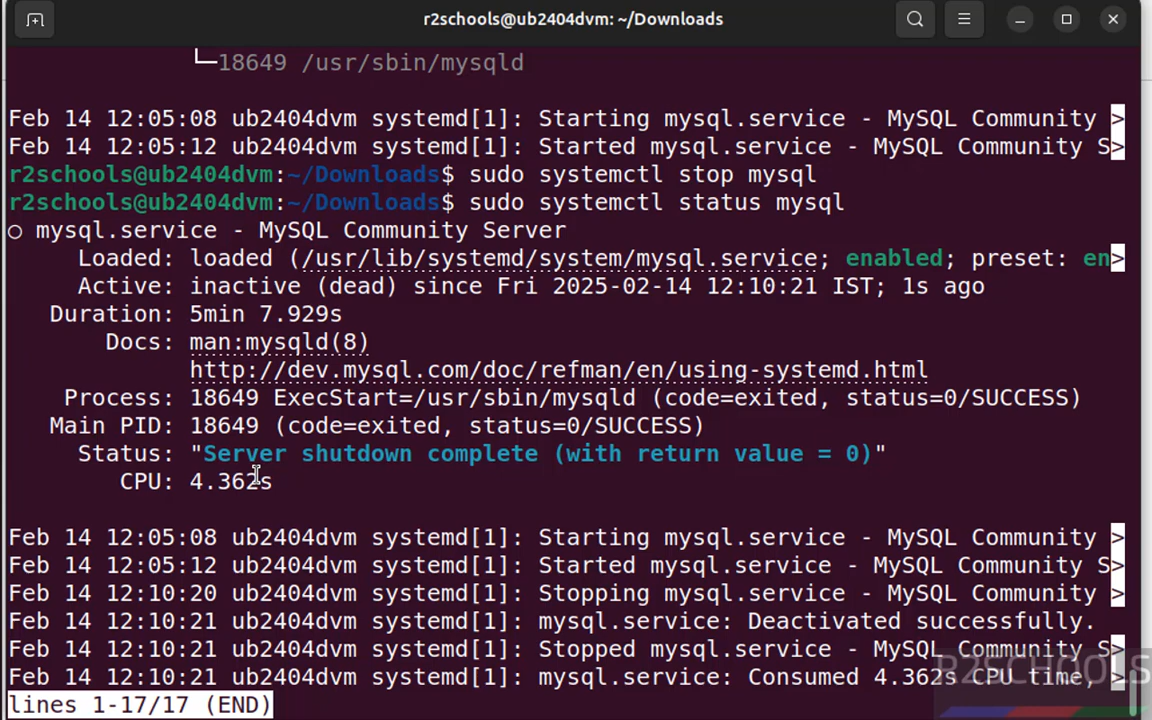 r2schools@ub2404dvm: ~/Downloads
└─18649 /usr/sbin/mysqld
Feb 14 12:05:08 ub2404dvm systemd[1]: Starting mysql.service - MySQL Community >
Feb 14 12:05:12 ub2404dvm systemd[1]: Started mysql.service - MySQL Community S>
r2schools@ub2404dvm:~/Downloads$ sudo systemctl stop mysql
r2schools@ub2404dvm:~/Downloads$ sudo systemctl status mysql
○ mysql.service - MySQL Community Server
Loaded: loaded (/usr/lib/systemd/system/mysql.service; enabled; preset: en>
Active: inactive (dead) since Fri 2025-02-14 12:10:21 IST; 1s ago
Duration: 5min 7.929s
Docs: man:mysqld(8)
http://dev.mysql.com/doc/refman/en/using-systemd.html
Process: 18649 ExecStart=/usr/sbin/mysqld (code=exited, status=0/SUCCESS)
Main PID: 18649 (code=exited, status=0/SUCCESS)
Status: "Server shutdown complete (with return value = 0)"
CPU: 4.362s
Feb 14 12:05:08 ub2404dvm systemd[1]: Starting mysql.service - MySQL Community >
Feb 14 12:05:12 ub2404dvm systemd[1]: Started mysql.service - MySQL Community S>
Feb 14 12:10:20 ub2404dvm systemd[1]: Stopping mysql.service - MySQL Community >
Feb 14 12:10:21 ub2404dvm systemd[1]: mysql.service: Deactivated successfully.
Feb 14 12:10:21 ub2404dvm systemd[1]: Stopped mysql.service - MySQL Community S>
Feb 14 12:10:21 ub2404dvm systemd[1]: mysql.service: Consumed 4.362s CPU time, >
R2SCHOOLS
lines 1-17/17 (END)